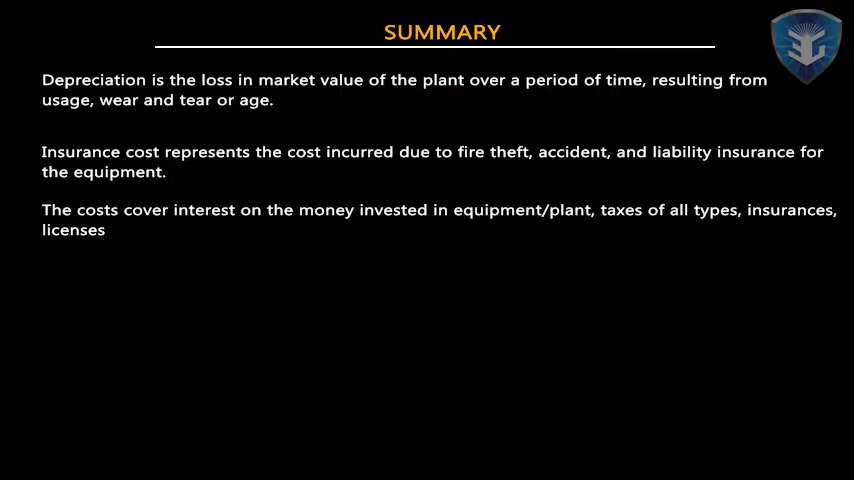 SUMMARY
Depreciation is the loss in market value of the plant over a period of time, resulting from
usage, wear and tear or age.
Insurance cost represents the cost incurred due to fire theft, accident, and liability insurance for
the equipment.
The costs cover interest on the money invested in equipment/plant, taxes of all types, insurances,
licenses